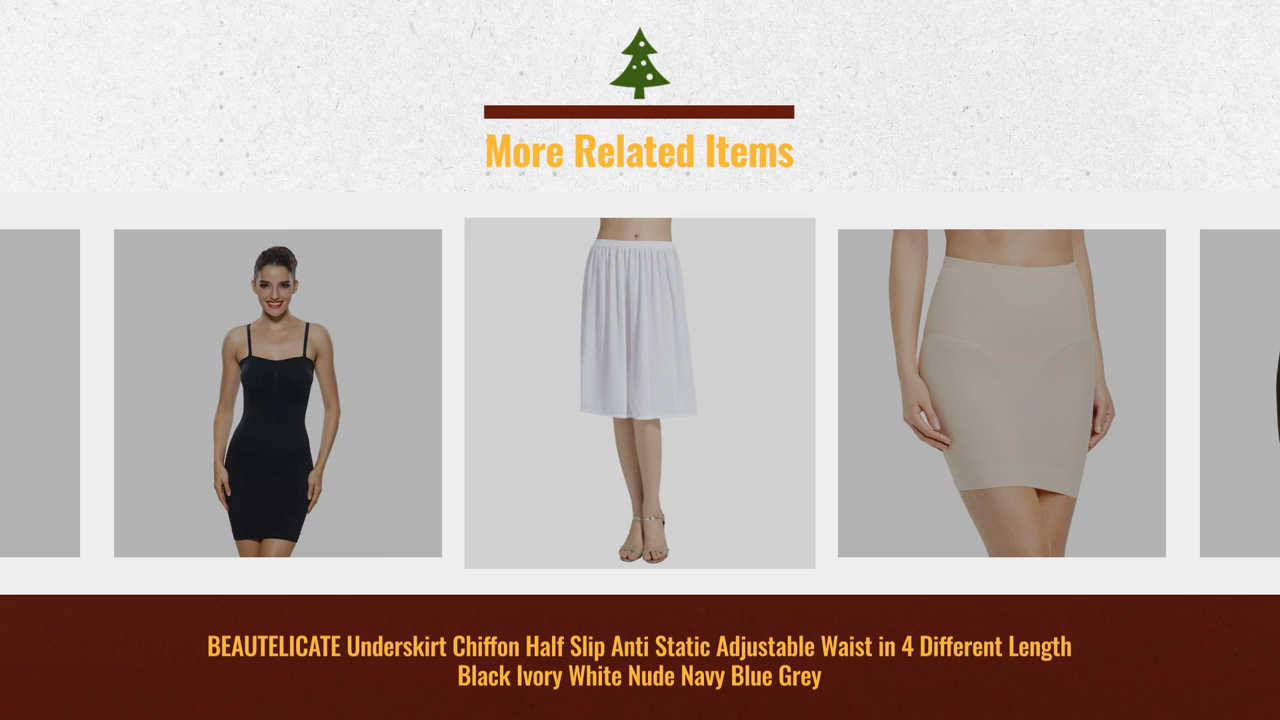 More Related Items
BEAUTELICATE Underskirt Chiffon Half Slip Anti Static Adjustable Waist in 4 Different Length
Black Ivory White Nude Navy Blue Grey